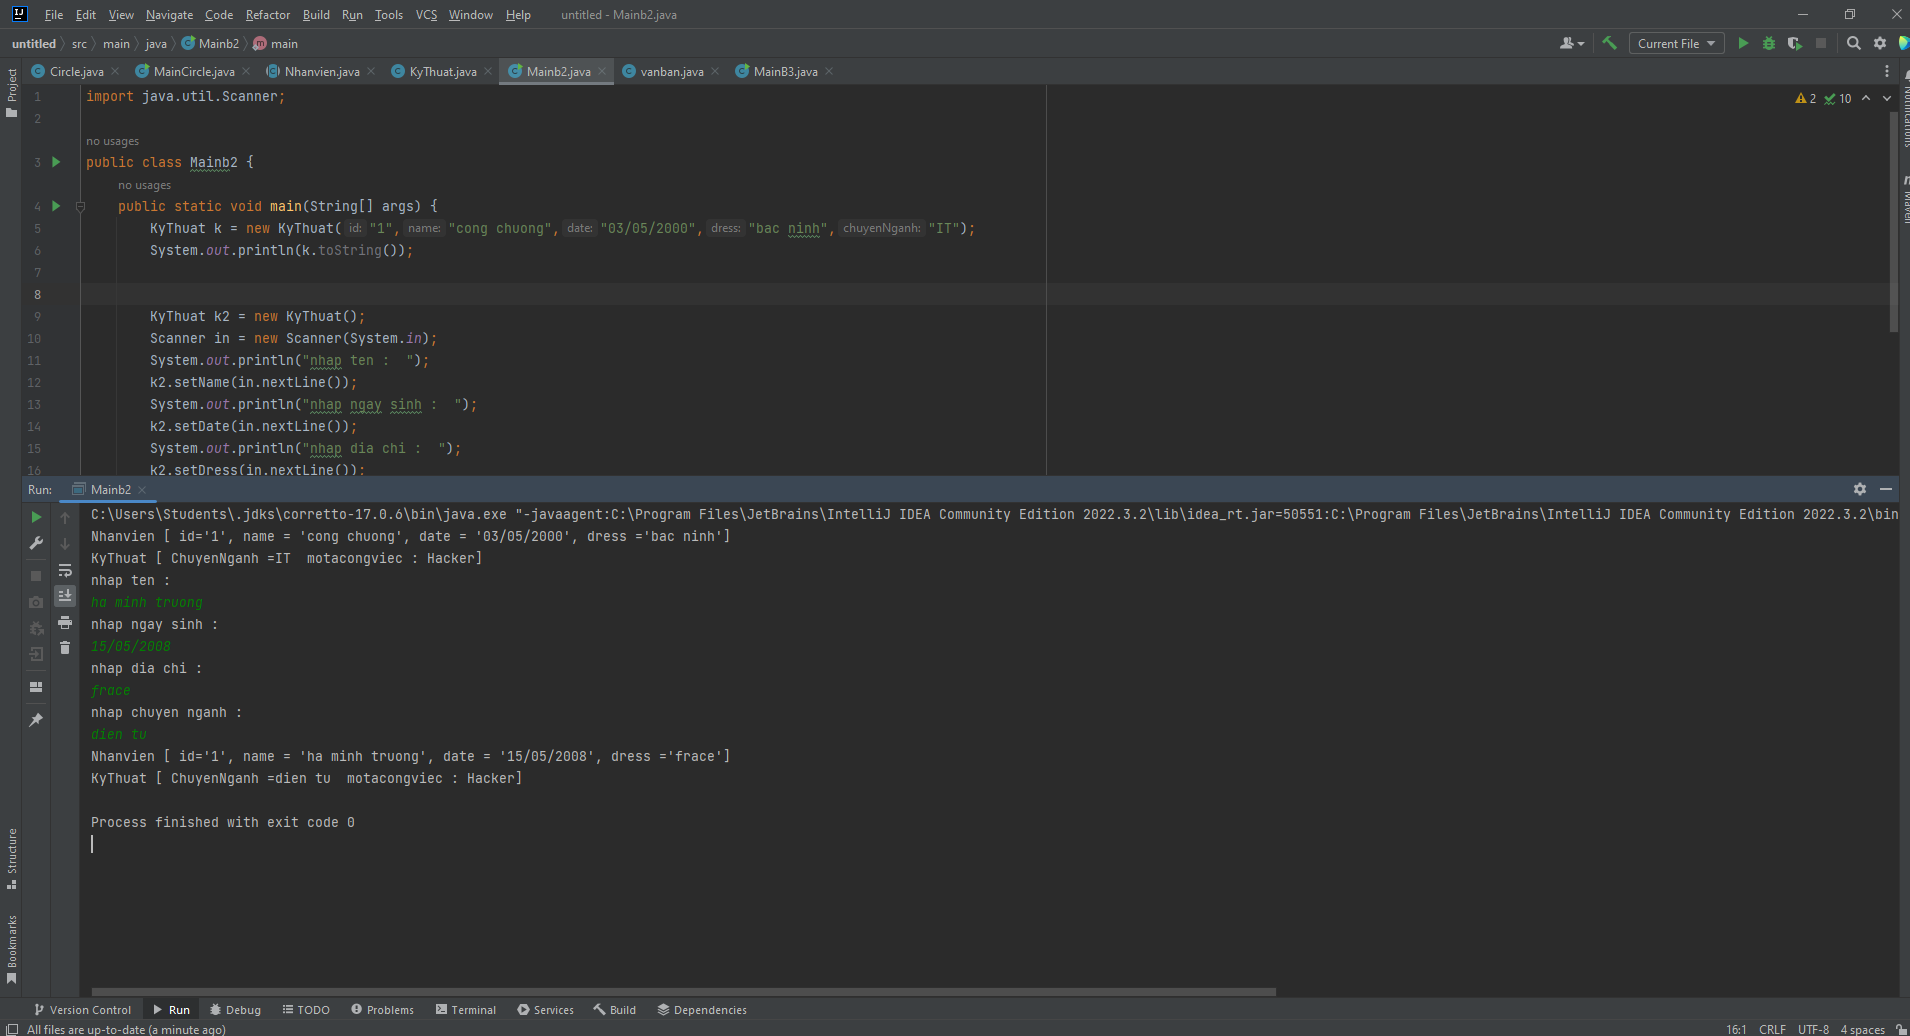 File Edit View Navigate Code Refactor Build Run Tools VCS Window Help untitled - Mainb2.java
untitled src main java Mainb2 main Current File
Circle.java MainCircle.java Nhanvien.java KyThuat.java Mainb2.java vanban.java MainB3.java
Project
Notifications
Maven
2 10
1 import java.util.Scanner;
2
no usages
3 public class Mainb2 {
no usages
4 public static void main(String[] args) {
5 KyThuat k = new KyThuat( id: "1", name: "cong chuong", date: "03/05/2000", dress: "bac ninh", chuyenNganh: "IT");
6 System.out.println(k.toString());
7
8
9 KyThuat k2 = new KyThuat();
10 Scanner in = new Scanner(System.in);
11 System.out.println("nhap ten :  ");
12 k2.setName(in.nextLine());
13 System.out.println("nhap ngay sinh :  ");
14 k2.setDate(in.nextLine());
15 System.out.println("nhap dia chi :  ");
16 k2.setDress(in.nextLine());
Run: Mainb2
C:\Users\Students\.jdks\corretto-17.0.6\bin\java.exe "-javaagent:C:\Program Files\JetBrains\IntelliJ IDEA Community Edition 2022.3.2\lib\idea_rt.jar=50551:C:\Program Files\JetBrains\IntelliJ IDEA Community Edition 2022.3.2\bin
Nhanvien [ id='1', name = 'cong chuong', date = '03/05/2000', dress ='bac ninh']
KyThuat [ ChuyenNganh =IT  motacongviec : Hacker]
nhap ten :
ha minh truong
nhap ngay sinh :
15/05/2008
nhap dia chi :
frace
nhap chuyen nganh :
dien tu
Nhanvien [ id='1', name = 'ha minh truong', date = '15/05/2008', dress ='frace']
KyThuat [ ChuyenNganh =dien tu  motacongviec : Hacker]
Process finished with exit code 0
Structure
Bookmarks
Version Control Run Debug TODO Problems Terminal Services Build Dependencies
All files are up-to-date (a minute ago) 16:1 CRLF UTF-8 4 spaces